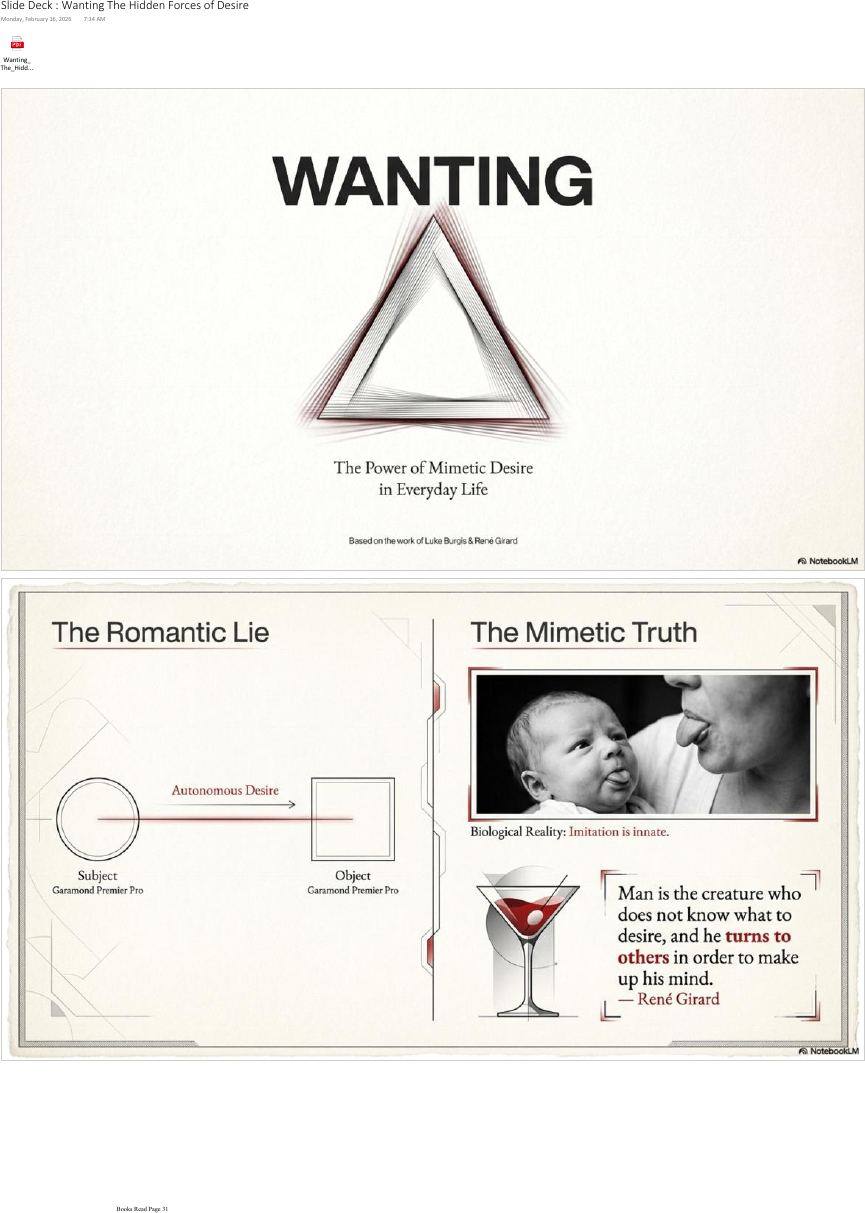 Slide Deck : Wanting The Hidden Forces of Desire
Monday, February 16, 2026 7:34 AM
PDF
Wanting_
The_Hidd...
WANTING
The Power of Mimetic Desire
in Everyday Life
Based on the work of Luke Burgis & René Girard
NotebookLM
The Romantic Lie
Autonomous Desire
Subject
Garamond Premier Pro
Object
Garamond Premier Pro
The Mimetic Truth
Biological Reality: Imitation is innate.
Man is the creature who
does not know what to
desire, and he turns to
others in order to make
up his mind.
— René Girard
NotebookLM
Books Read Page 31